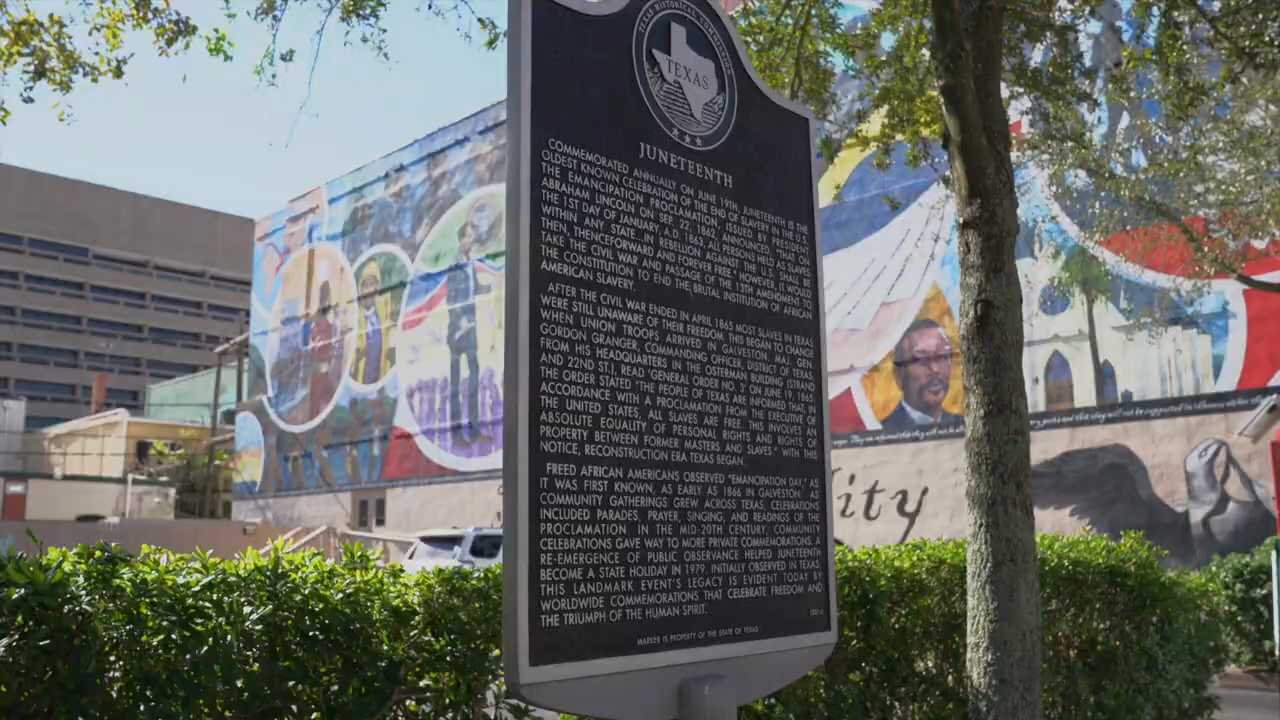 TEXAS HISTORICAL COMMISSION
TEXAS
JUNETEENTH
COMMEMORATED ANNUALLY ON JUNE 19TH, JUNETEENTH IS THE
OLDEST KNOWN CELEBRATION OF THE END OF SLAVERY IN THE U.S.
THE EMANCIPATION PROCLAMATION, ISSUED BY PRESIDENT
ABRAHAM LINCOLN ON SEP. 22, 1862, ANNOUNCED, "THAT ON
THE 1ST DAY OF JANUARY, A.D. 1863, ALL PERSONS HELD AS SLAVES
WITHIN ANY STATE...IN REBELLION AGAINST THE U.S. SHALL BE
THEN, THENCEFORWARD AND FOREVER FREE." HOWEVER, IT WOULD
TAKE THE CIVIL WAR AND PASSAGE OF THE 13TH AMENDMENT TO
THE CONSTITUTION TO END THE BRUTAL INSTITUTION OF AFRICAN
AMERICAN SLAVERY.
AFTER THE CIVIL WAR ENDED IN APRIL 1865 MOST SLAVES IN TEXAS
WERE STILL UNAWARE OF THEIR FREEDOM. THIS BEGAN TO CHANGE
WHEN UNION TROOPS ARRIVED IN GALVESTON. MAJ. GEN.
GORDON GRANGER, COMMANDING OFFICER, DISTRICT OF TEXAS,
FROM HIS HEADQUARTERS IN THE OSTERMAN BUILDING (STRAND
AND 22ND ST.), READ 'GENERAL ORDER NO. 3' ON JUNE 19, 1865.
THE ORDER STATED "THE PEOPLE OF TEXAS ARE INFORMED THAT, IN
ACCORDANCE WITH A PROCLAMATION FROM THE EXECUTIVE OF
THE UNITED STATES, ALL SLAVES ARE FREE. THIS INVOLVES AN
ABSOLUTE EQUALITY OF PERSONAL RIGHTS AND RIGHTS OF
PROPERTY BETWEEN FORMER MASTERS AND SLAVES." WITH THIS
NOTICE, RECONSTRUCTION ERA TEXAS BEGAN.
FREED AFRICAN AMERICANS OBSERVED "EMANCIPATION DAY," AS
IT WAS FIRST KNOWN, AS EARLY AS 1866 IN GALVESTON. AS
COMMUNITY GATHERINGS GREW ACROSS TEXAS, CELEBRATIONS
INCLUDED PARADES, PRAYER, SINGING, AND READINGS OF THE
PROCLAMATION. IN THE MID-20TH CENTURY, COMMUNITY
CELEBRATIONS GAVE WAY TO MORE PRIVATE COMMEMORATIONS. A
RE-EMERGENCE OF PUBLIC OBSERVANCE HELPED JUNETEENTH
BECOME A STATE HOLIDAY IN 1979. INITIALLY OBSERVED IN TEXAS,
THIS LANDMARK EVENT'S LEGACY IS EVIDENT TODAY BY
WORLDWIDE COMMEMORATIONS THAT CELEBRATE FREEDOM AND
THE TRIUMPH OF THE HUMAN SPIRIT.
(2014)
MARKER IS PROPERTY OF THE STATE OF TEXAS
lity